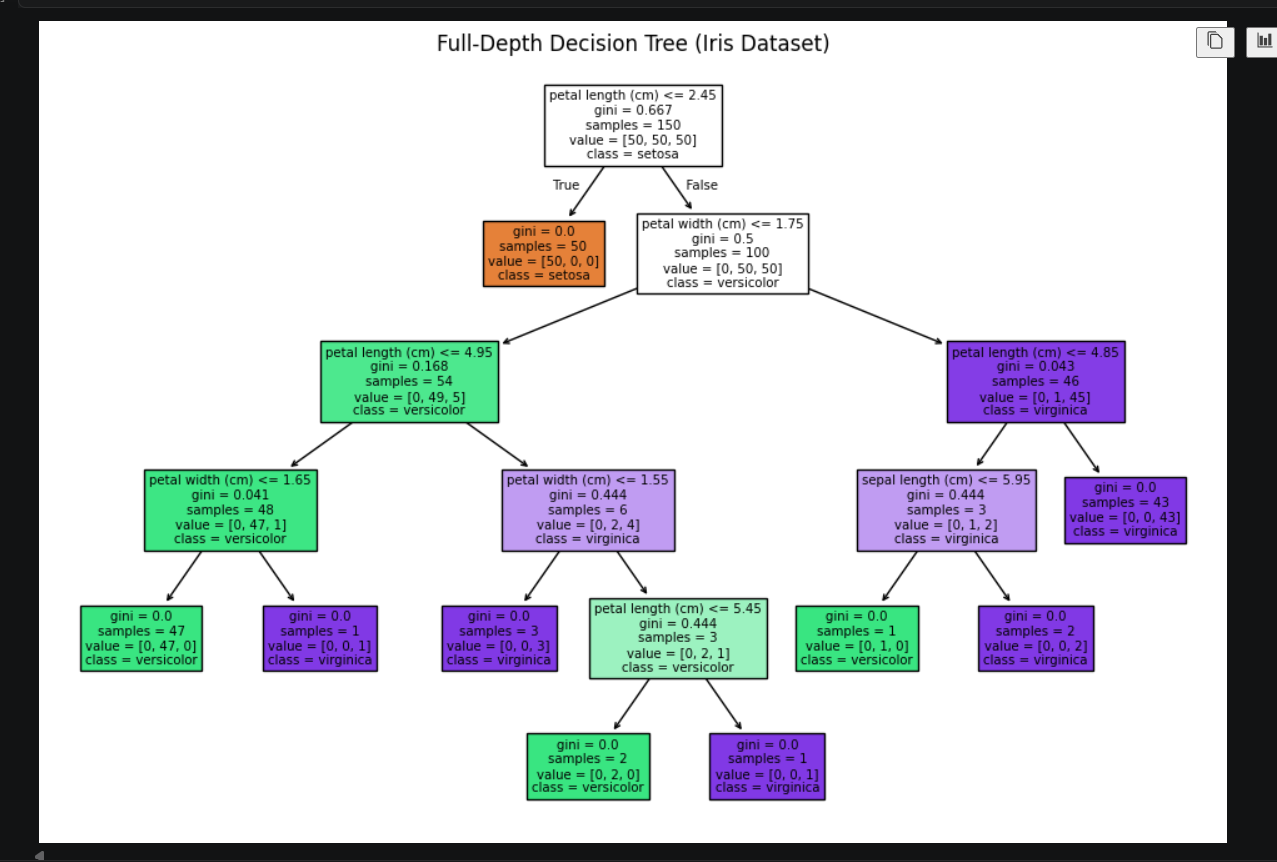 Full-Depth Decision Tree (Iris Dataset)
petal length (cm) <= 2.45
gini = 0.667
samples = 150
value = [50, 50, 50]
class = setosa
True
False
gini = 0.0
samples = 50
value = [50, 0, 0]
class = setosa
petal width (cm) <= 1.75
gini = 0.5
samples = 100
value = [0, 50, 50]
class = versicolor
petal length (cm) <= 4.95
gini = 0.168
samples = 54
value = [0, 49, 5]
class = versicolor
petal length (cm) <= 4.85
gini = 0.043
samples = 46
value = [0, 1, 45]
class = virginica
petal width (cm) <= 1.65
gini = 0.041
samples = 48
value = [0, 47, 1]
class = versicolor
petal width (cm) <= 1.55
gini = 0.444
samples = 6
value = [0, 2, 4]
class = virginica
sepal length (cm) <= 5.95
gini = 0.444
samples = 3
value = [0, 1, 2]
class = virginica
gini = 0.0
samples = 43
value = [0, 0, 43]
class = virginica
gini = 0.0
samples = 47
value = [0, 47, 0]
class = versicolor
gini = 0.0
samples = 1
value = [0, 0, 1]
class = virginica
gini = 0.0
samples = 3
value = [0, 0, 3]
class = virginica
petal length (cm) <= 5.45
gini = 0.444
samples = 3
value = [0, 2, 1]
class = versicolor
gini = 0.0
samples = 1
value = [0, 1, 0]
class = versicolor
gini = 0.0
samples = 2
value = [0, 0, 2]
class = virginica
gini = 0.0
samples = 2
value = [0, 2, 0]
class = versicolor
gini = 0.0
samples = 1
value = [0, 0, 1]
class = virginica